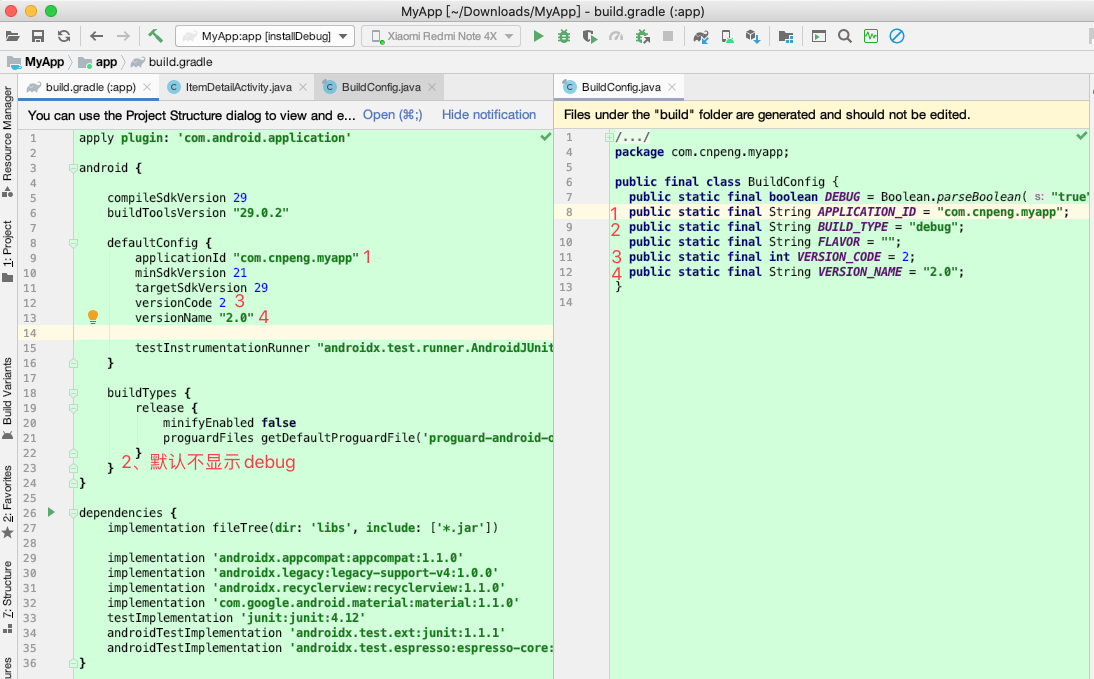 MyApp [~/Downloads/MyApp] - build.gradle (:app)
MyApp:app [installDebug]
Xiaomi Redmi Note 4X
MyApp
app
build.gradle
build.gradle (:app)
ItemDetailActivity.java
BuildConfig.java
BuildConfig.java
You can use the Project Structure dialog to view and e...
Open (⌘;)
Hide notification
Files under the "build" folder are generated and should not be edited.
Resource Manager
1: Project
Build Variants
2: Favorites
7: Structure
1 apply plugin: 'com.android.application'
2
3 android {
4
5 compileSdkVersion 29
6 buildToolsVersion "29.0.2"
7
8 defaultConfig {
9 applicationId "com.cnpeng.myapp" 1
10 minSdkVersion 21
11 targetSdkVersion 29
12 versionCode 2 3
13 versionName "2.0" 4
14
15 testInstrumentationRunner "androidx.test.runner.AndroidJUnit
16 }
17
18 buildTypes {
19 release {
20 minifyEnabled false
21 proguardFiles getDefaultProguardFile('proguard-android-o
22 }
2、默认不显示 debug
23 }
24 }
25
26 dependencies {
27 implementation fileTree(dir: 'libs', include: ['*.jar'])
28
29 implementation 'androidx.appcompat:appcompat:1.1.0'
30 implementation 'androidx.legacy:legacy-support-v4:1.0.0'
31 implementation 'androidx.recyclerview:recyclerview:1.1.0'
32 implementation 'com.google.android.material:material:1.1.0'
33 testImplementation 'junit:junit:4.12'
34 androidTestImplementation 'androidx.test.ext:junit:1.1.1'
35 androidTestImplementation 'androidx.test.espresso:espresso-core:
36 }
1 /.../
4 package com.cnpeng.myapp;
5
6 public final class BuildConfig {
7 public static final boolean DEBUG = Boolean.parseBoolean( s: "true"
8 1 public static final String APPLICATION_ID = "com.cnpeng.myapp";
9 2 public static final String BUILD_TYPE = "debug";
10 public static final String FLAVOR = "";
11 3 public static final int VERSION_CODE = 2;
12 4 public static final String VERSION_NAME = "2.0";
13 }
14